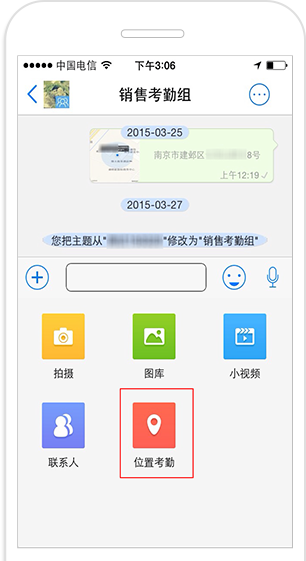 中国电信
下午3:06
销售考勤组
2015-03-25
南京市建邺区
8号
上午12:19
2015-03-27
您把主题从"
"修改为"销售考勤组"
拍摄
图库
小视频
联系人
位置考勤